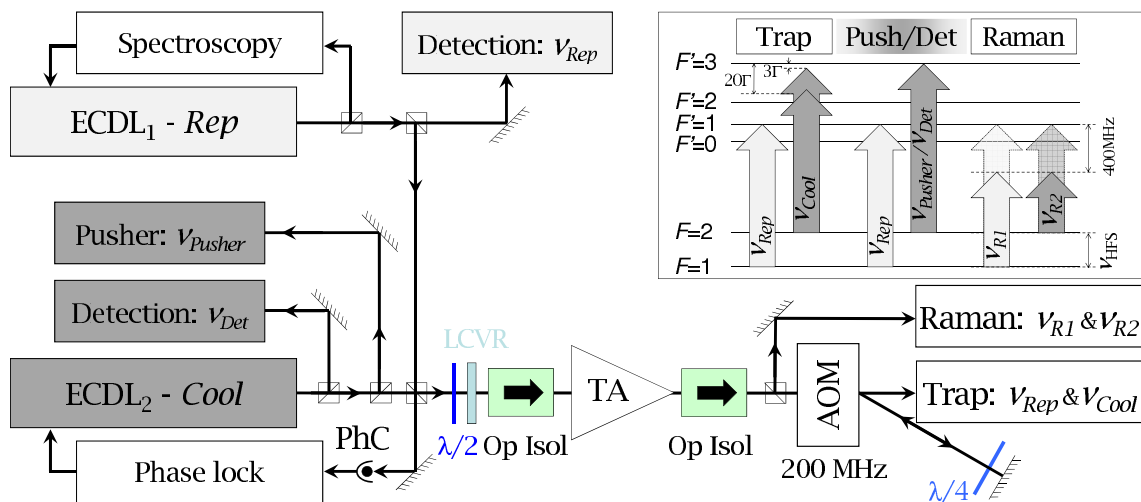 Spectroscopy
Detection: νRep
ECDL1 - Rep
Pusher: νPusher
Detection: νDet
ECDL2 - Cool
Phase lock
PhC
LCVR
λ/2
Op Isol
TA
Op Isol
AOM
200 MHz
λ/4
Raman: νR1 &νR2
Trap: νRep &νCool
Trap
Push/Det
Raman
F'=3
F'=2
F'=1
F'=0
F=2
F=1
20Γ
3Γ
νRep
νCool
νRep
νPusher/νDet
νR1
νR2
400MHz
νHFS